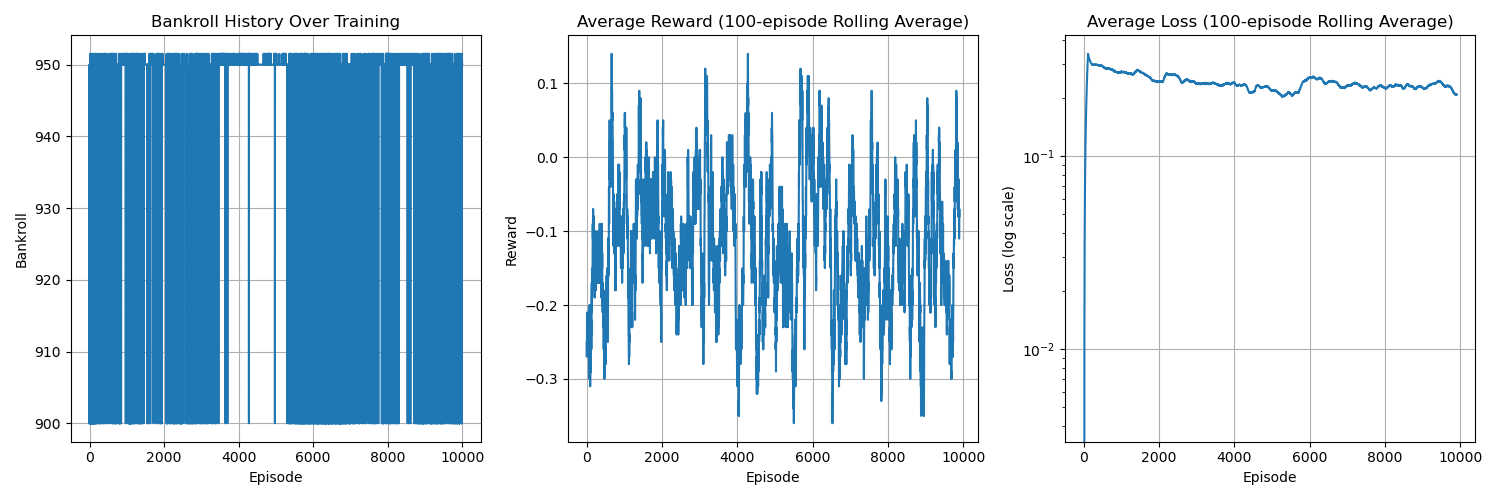 Bankroll History Over Training
Bankroll
950
940
930
920
910
900
0 2000 4000 6000 8000 10000
Episode
Average Reward (100-episode Rolling Average)
Reward
0.1
0.0
−0.1
−0.2
−0.3
0 2000 4000 6000 8000 10000
Episode
Average Loss (100-episode Rolling Average)
Loss (log scale)
10⁻¹
10⁻²
0 2000 4000 6000 8000 10000
Episode